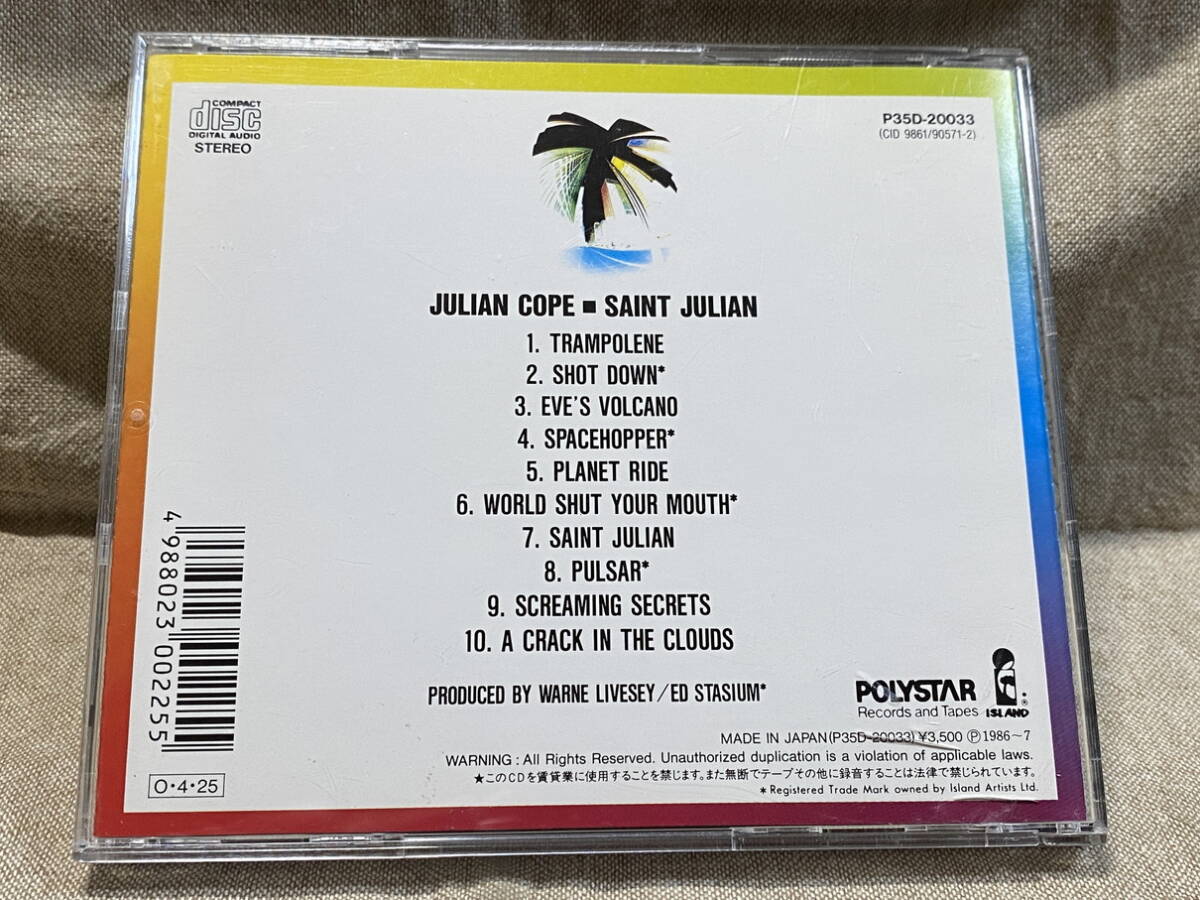 COMPACT
disc
DIGITAL AUDIO
STEREO
P35D-20033
(CID 9861/90571-2)
JULIAN COPE ■ SAINT JULIAN
1. TRAMPOLENE
2. SHOT DOWN*
3. EVE'S VOLCANO
4. SPACEHOPPER*
5. PLANET RIDE
6. WORLD SHUT YOUR MOUTH*
7. SAINT JULIAN
8. PULSAR*
9. SCREAMING SECRETS
10. A CRACK IN THE CLOUDS
PRODUCED BY WARNE LIVESEY/ED STASIUM*
4 988023 002255
O・4・25
POLYSTAR
Records and Tapes
ISLAND®
MADE IN JAPAN(P35D-20033)¥3,500 Ⓟ1986~7
WARNING : All Rights Reserved. Unauthorized duplication is a violation of applicable laws.
★このCDを賃貸業に使用することを禁じます。また無断でテープその他に録音することは法律で禁じられています。
* Registered Trade Mark owned by Island Artists Ltd.